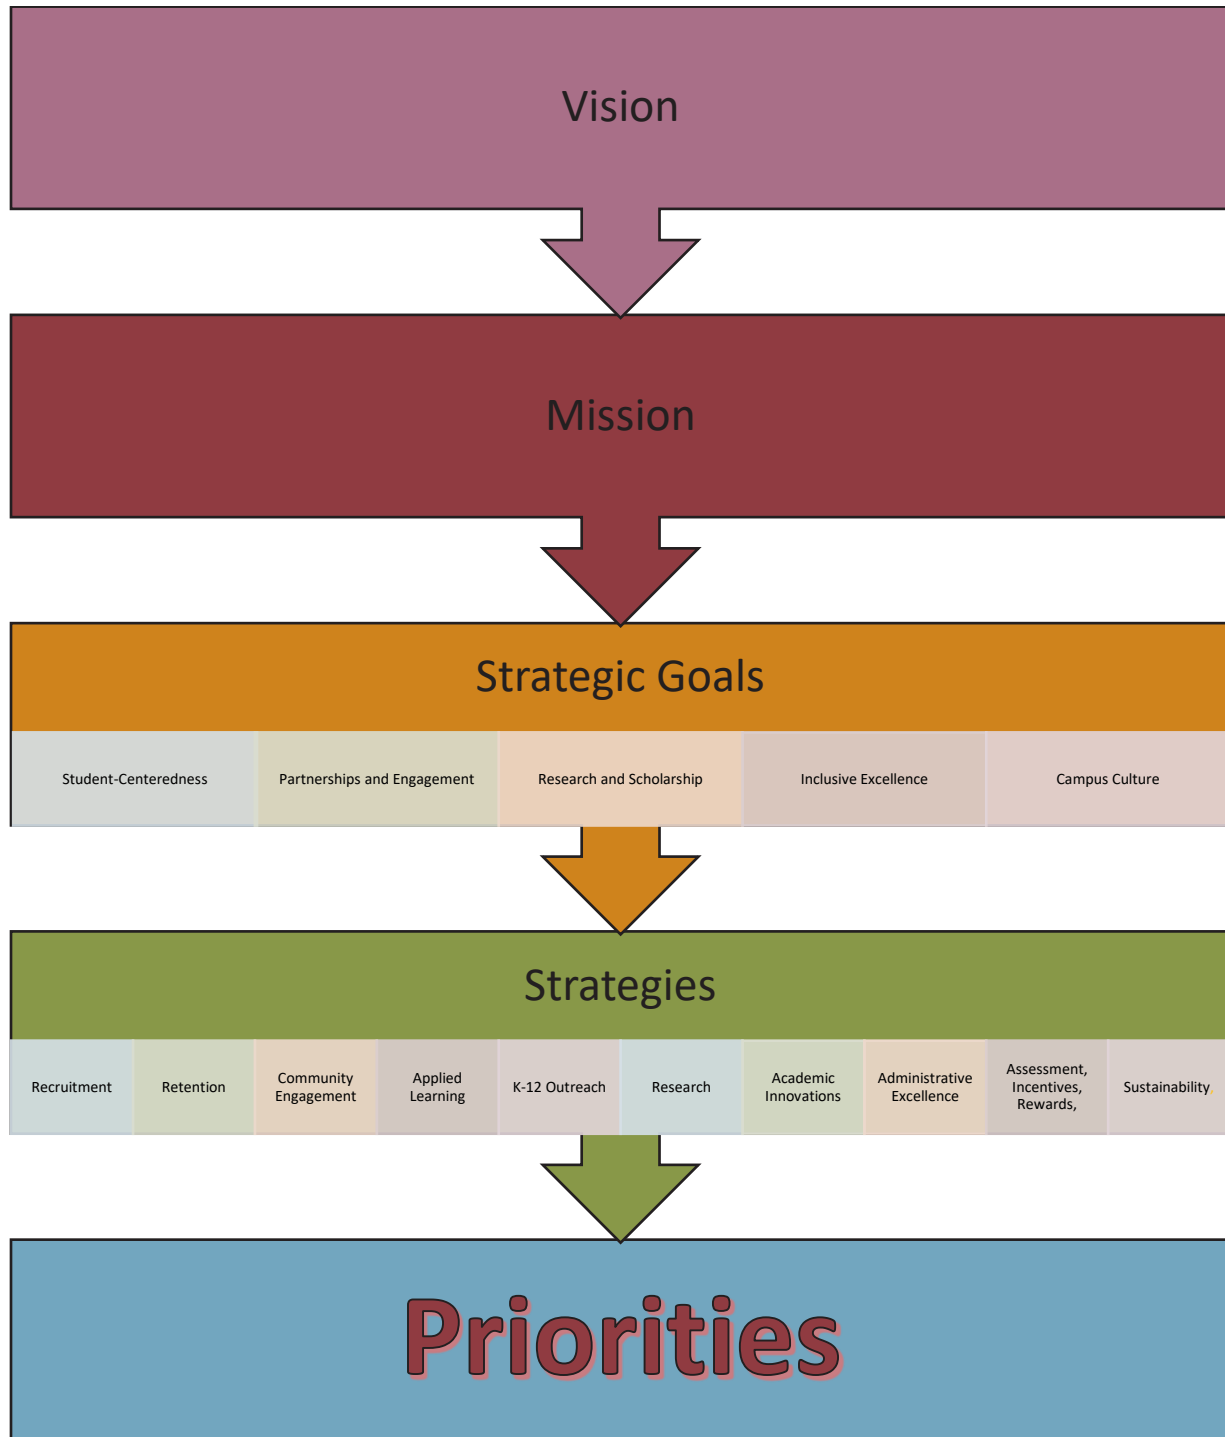 Vision
Mission
Strategic Goals
Student-Centeredness
Partnerships and Engagement
Research and Scholarship
Inclusive Excellence
Campus Culture
Strategies
Recruitment
Retention
Community
Engagement
Applied
Learning
K-12 Outreach
Research
Academic
Innovations
Administrative
Excellence
Assessment,
Incentives,
Rewards,
Sustainability
Priorities